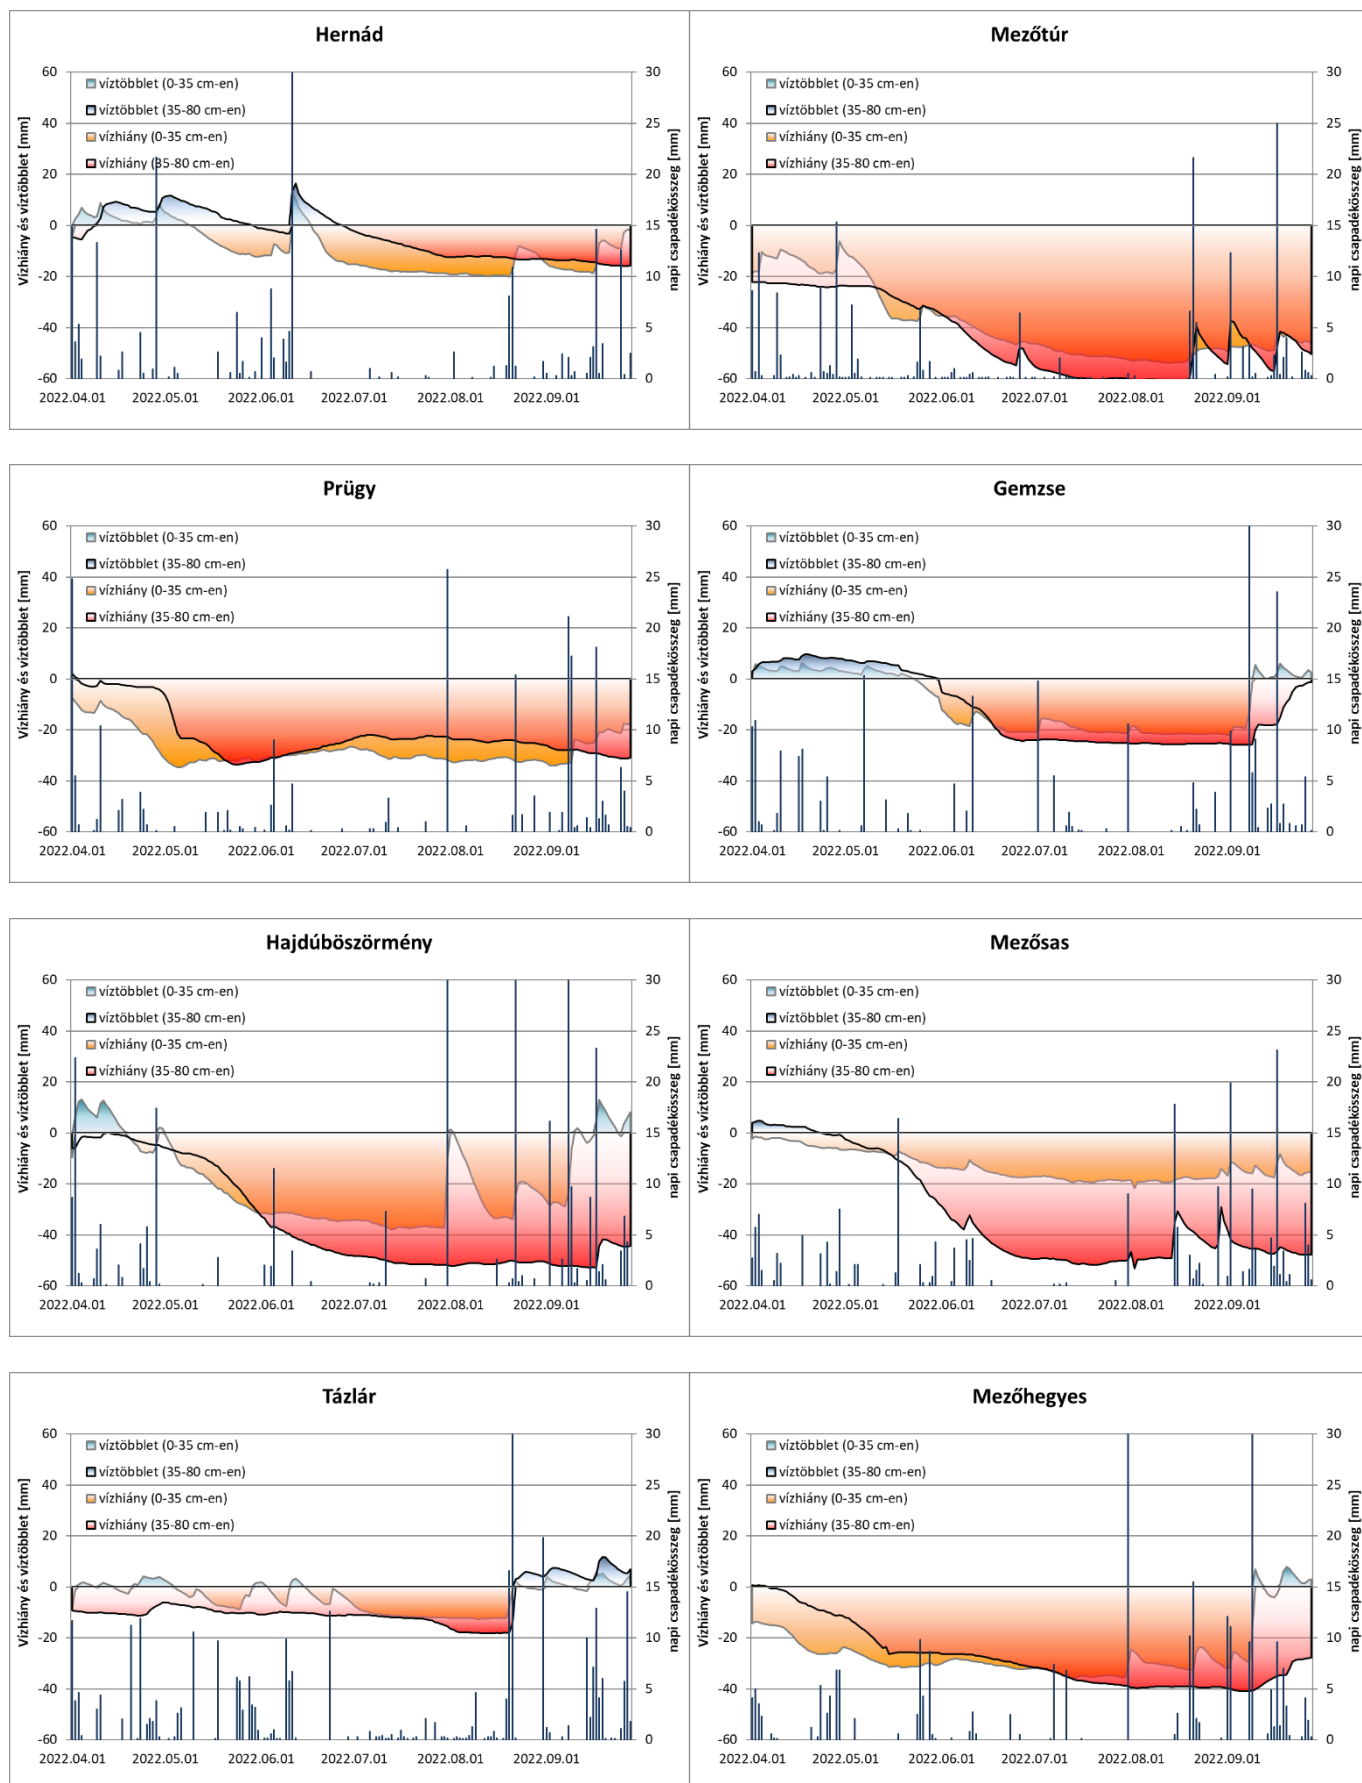 Hernád
Vízhiány és víztöbblet [mm]
60
40
20
0
-20
-40
-60
víztöbblet (0-35 cm-en)
víztöbblet (35-80 cm-en)
vízhiány (0-35 cm-en)
vízhiány (35-80 cm-en)
30
25
20
15
10
5
0
napi csapadékösszeg [mm]
2022.04.01 2022.05.01 2022.06.01 2022.07.01 2022.08.01 2022.09.01
Mezőtúr
Vízhiány és víztöbblet [mm]
60
40
20
0
-20
-40
-60
víztöbblet (0-35 cm-en)
víztöbblet (35-80 cm-en)
vízhiány (0-35 cm-en)
vízhiány (35-80 cm-en)
30
25
20
15
10
5
0
napi csapadékösszeg [mm]
2022.04.01 2022.05.01 2022.06.01 2022.07.01 2022.08.01 2022.09.01
Prügy
Vízhiány és víztöbblet [mm]
60
40
20
0
-20
-40
-60
víztöbblet (0-35 cm-en)
víztöbblet (35-80 cm-en)
vízhiány (0-35 cm-en)
vízhiány (35-80 cm-en)
30
25
20
15
10
5
0
napi csapadékösszeg [mm]
2022.04.01 2022.05.01 2022.06.01 2022.07.01 2022.08.01 2022.09.01
Gemzse
Vízhiány és víztöbblet [mm]
60
40
20
0
-20
-40
-60
víztöbblet (0-35 cm-en)
víztöbblet (35-80 cm-en)
vízhiány (0-35 cm-en)
vízhiány (35-80 cm-en)
30
25
20
15
10
5
0
napi csapadékösszeg [mm]
2022.04.01 2022.05.01 2022.06.01 2022.07.01 2022.08.01 2022.09.01
Hajdúböszörmény
Vízhiány és víztöbblet [mm]
60
40
20
0
-20
-40
-60
víztöbblet (0-35 cm-en)
víztöbblet (35-80 cm-en)
vízhiány (0-35 cm-en)
vízhiány (35-80 cm-en)
30
25
20
15
10
5
0
napi csapadékösszeg [mm]
2022.04.01 2022.05.01 2022.06.01 2022.07.01 2022.08.01 2022.09.01
Mezősas
Vízhiány és víztöbblet [mm]
60
40
20
0
-20
-40
-60
víztöbblet (0-35 cm-en)
víztöbblet (35-80 cm-en)
vízhiány (0-35 cm-en)
vízhiány (35-80 cm-en)
30
25
20
15
10
5
0
napi csapadékösszeg [mm]
2022.04.01 2022.05.01 2022.06.01 2022.07.01 2022.08.01 2022.09.01
Tázlár
Vízhiány és víztöbblet [mm]
60
40
20
0
-20
-40
-60
víztöbblet (0-35 cm-en)
víztöbblet (35-80 cm-en)
vízhiány (0-35 cm-en)
vízhiány (35-80 cm-en)
30
25
20
15
10
5
0
napi csapadékösszeg [mm]
2022.04.01 2022.05.01 2022.06.01 2022.07.01 2022.08.01 2022.09.01
Mezőhegyes
Vízhiány és víztöbblet [mm]
60
40
20
0
-20
-40
-60
víztöbblet (0-35 cm-en)
víztöbblet (35-80 cm-en)
vízhiány (0-35 cm-en)
vízhiány (35-80 cm-en)
30
25
20
15
10
5
0
napi csapadékösszeg [mm]
2022.04.01 2022.05.01 2022.06.01 2022.07.01 2022.08.01 2022.09.01